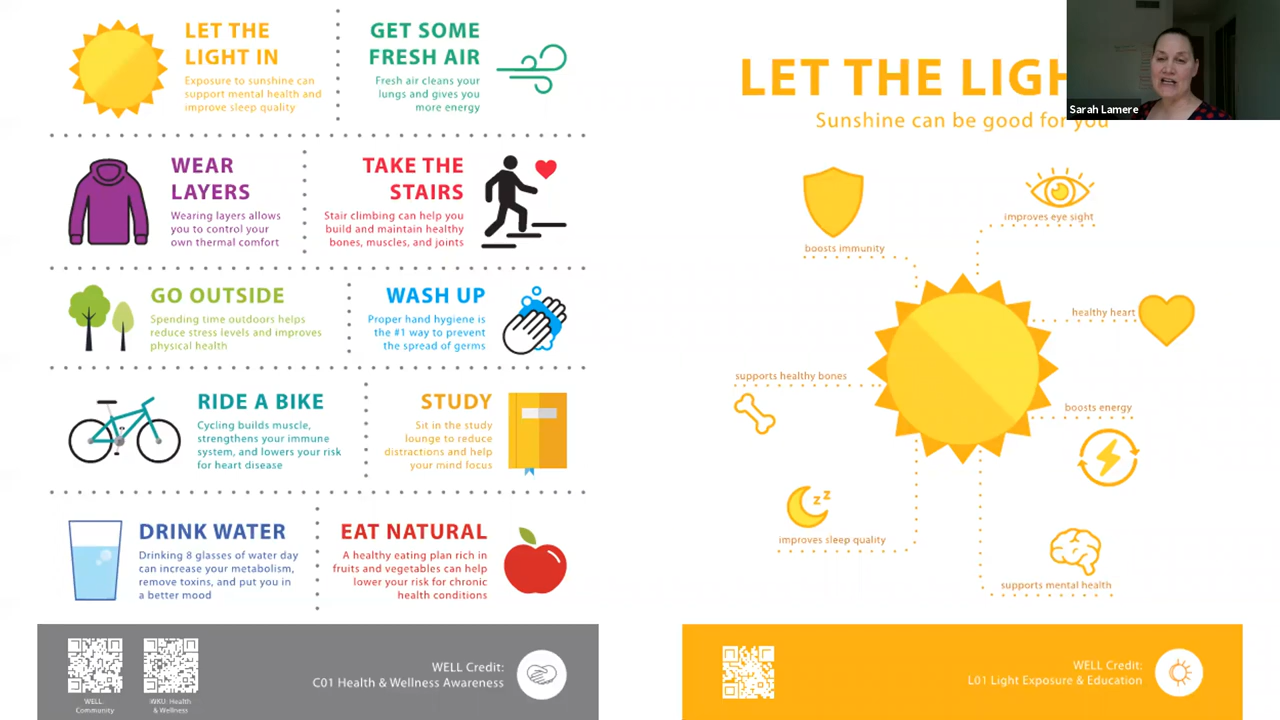 LET THE
LIGHT IN
Exposure to sunshine can
support mental health and
improve sleep quality
GET SOME
FRESH AIR
Fresh air cleans your
lungs and gives you
more energy
WEAR
LAYERS
Wearing layers allows
you to control your
own thermal comfort
TAKE THE
STAIRS
Stair climbing can help you
build and maintain healthy
bones, muscles, and joints
GO OUTSIDE
Spending time outdoors helps
reduce stress levels and improves
physical health
WASH UP
Proper hand hygiene is
the #1 way to prevent
the spread of germs
RIDE A BIKE
Cycling builds muscle,
strengthens your immune
system, and lowers your risk
for heart disease
STUDY
Sit in the study
lounge to reduce
distractions and help
your mind focus
DRINK WATER
Drinking 8 glasses of water day
can increase your metabolism,
remove toxins, and put you in
a better mood
EAT NATURAL
A healthy eating plan rich in
fruits and vegetables can help
lower your risk for chronic
health conditions
WELL:
Community
WKU: Health
& Wellness
WELL Credit:
C01 Health & Wellness Awareness
LET THE LIGH
Sunshine can be good for you
Sarah Lamere
boosts immunity
improves eye sight
healthy heart
supports healthy bones
boosts energy
improves sleep quality
zz
supports mental health
WELL Credit:
L01 Light Exposure & Education